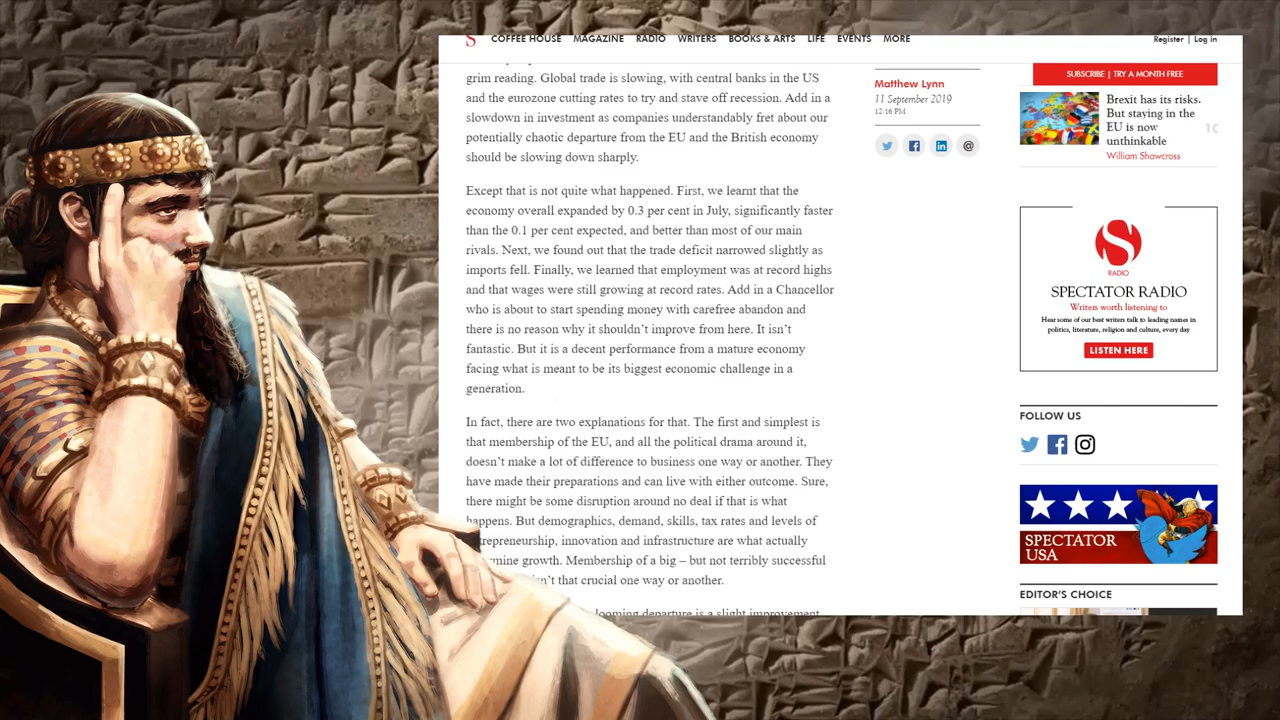 S COFFEE HOUSE MAGAZINE RADIO WRITERS BOOKS & ARTS LIFE EVENTS MORE Register | Log in
grim reading. Global trade is slowing, with central banks in the US
and the eurozone cutting rates to try and stave off recession. Add in a
slowdown in investment as companies understandably fret about our
potentially chaotic departure from the EU and the British economy
should be slowing down sharply.
Except that is not quite what happened. First, we learnt that the
economy overall expanded by 0.3 per cent in July, significantly faster
than the 0.1 per cent expected, and better than most of our main
rivals. Next, we found out that the trade deficit narrowed slightly as
imports fell. Finally, we learned that employment was at record highs
and that wages were still growing at record rates. Add in a Chancellor
who is about to start spending money with carefree abandon and
there is no reason why it shouldn't improve from here. It isn't
fantastic. But it is a decent performance from a mature economy
facing what is meant to be its biggest economic challenge in a
generation.
In fact, there are two explanations for that. The first and simplest is
that membership of the EU, and all the political drama around it,
doesn't make a lot of difference to business one way or another. They
have made their preparations and can live with either outcome. Sure,
there might be some disruption around no deal if that is what
happens. But demographics, demand, skills, tax rates and levels of
trepreneurship, innovation and infrastructure are what actually
rmine growth. Membership of a big – but not terribly successful
isn't that crucial one way or another.
looming departure is a slight improvement
Matthew Lynn
11 September 2019
12:16 PM
SUBSCRIBE | TRY A MONTH FREE
Brexit has its risks.
But staying in the
EU is now
unthinkable
William Shawcross
10
S
RADIO
SPECTATOR RADIO
Writers worth listening to
Hear some of our best writers talk to leading names in
politics, literature, religion and culture, every day
LISTEN HERE
FOLLOW US
SPECTATOR
USA
EDITOR'S CHOICE